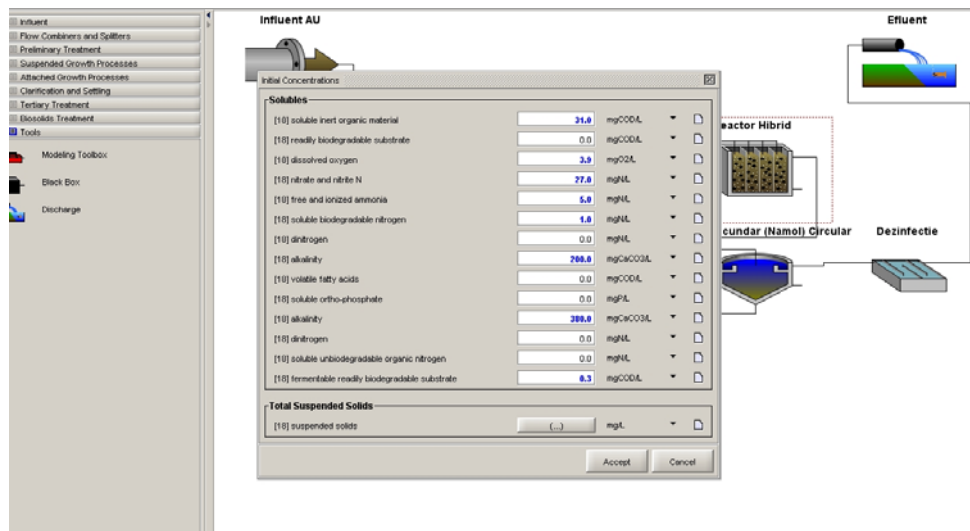 Influent
Flow Combiners and Splitters
Preliminary Treatment
Suspended Growth Processes
Attached Growth Processes
Clarification and Settling
Tertiary Treatment
Biosolids Treatment
Tools
Modeling Toolbox
Black Box
Discharge
Influent AU
Efluent
eactor Hibrid
cundar (Namol) Circular
Dezinfectie
Initial Concentrations
Solubles
[18] soluble inert organic material 31.0 mgCOD/L
[18] readily biodegradable substrate 0.0 mgCOD/L
[18] dissolved oxygen 3.9 mgO2/L
[18] nitrate and nitrite N 27.0 mgN/L
[18] free and ionized ammonia 5.0 mgN/L
[18] soluble biodegradable nitrogen 1.0 mgN/L
[18] dinitrogen 0.0 mgN/L
[18] alkalinity 200.0 mgCaCO3/L
[18] volatile fatty acids 0.0 mgCOD/L
[18] soluble ortho-phosphate 0.0 mgP/L
[18] alkalinity 380.0 mgCaCO3/L
[18] dinitrogen 0.0 mgN/L
[18] soluble unbiodegradable organic nitrogen 0.0 mgN/L
[18] fermentable readily biodegradable substrate 0.3 mgCOD/L
Total Suspended Solids
[18] suspended solids (...) mg/L
Accept Cancel